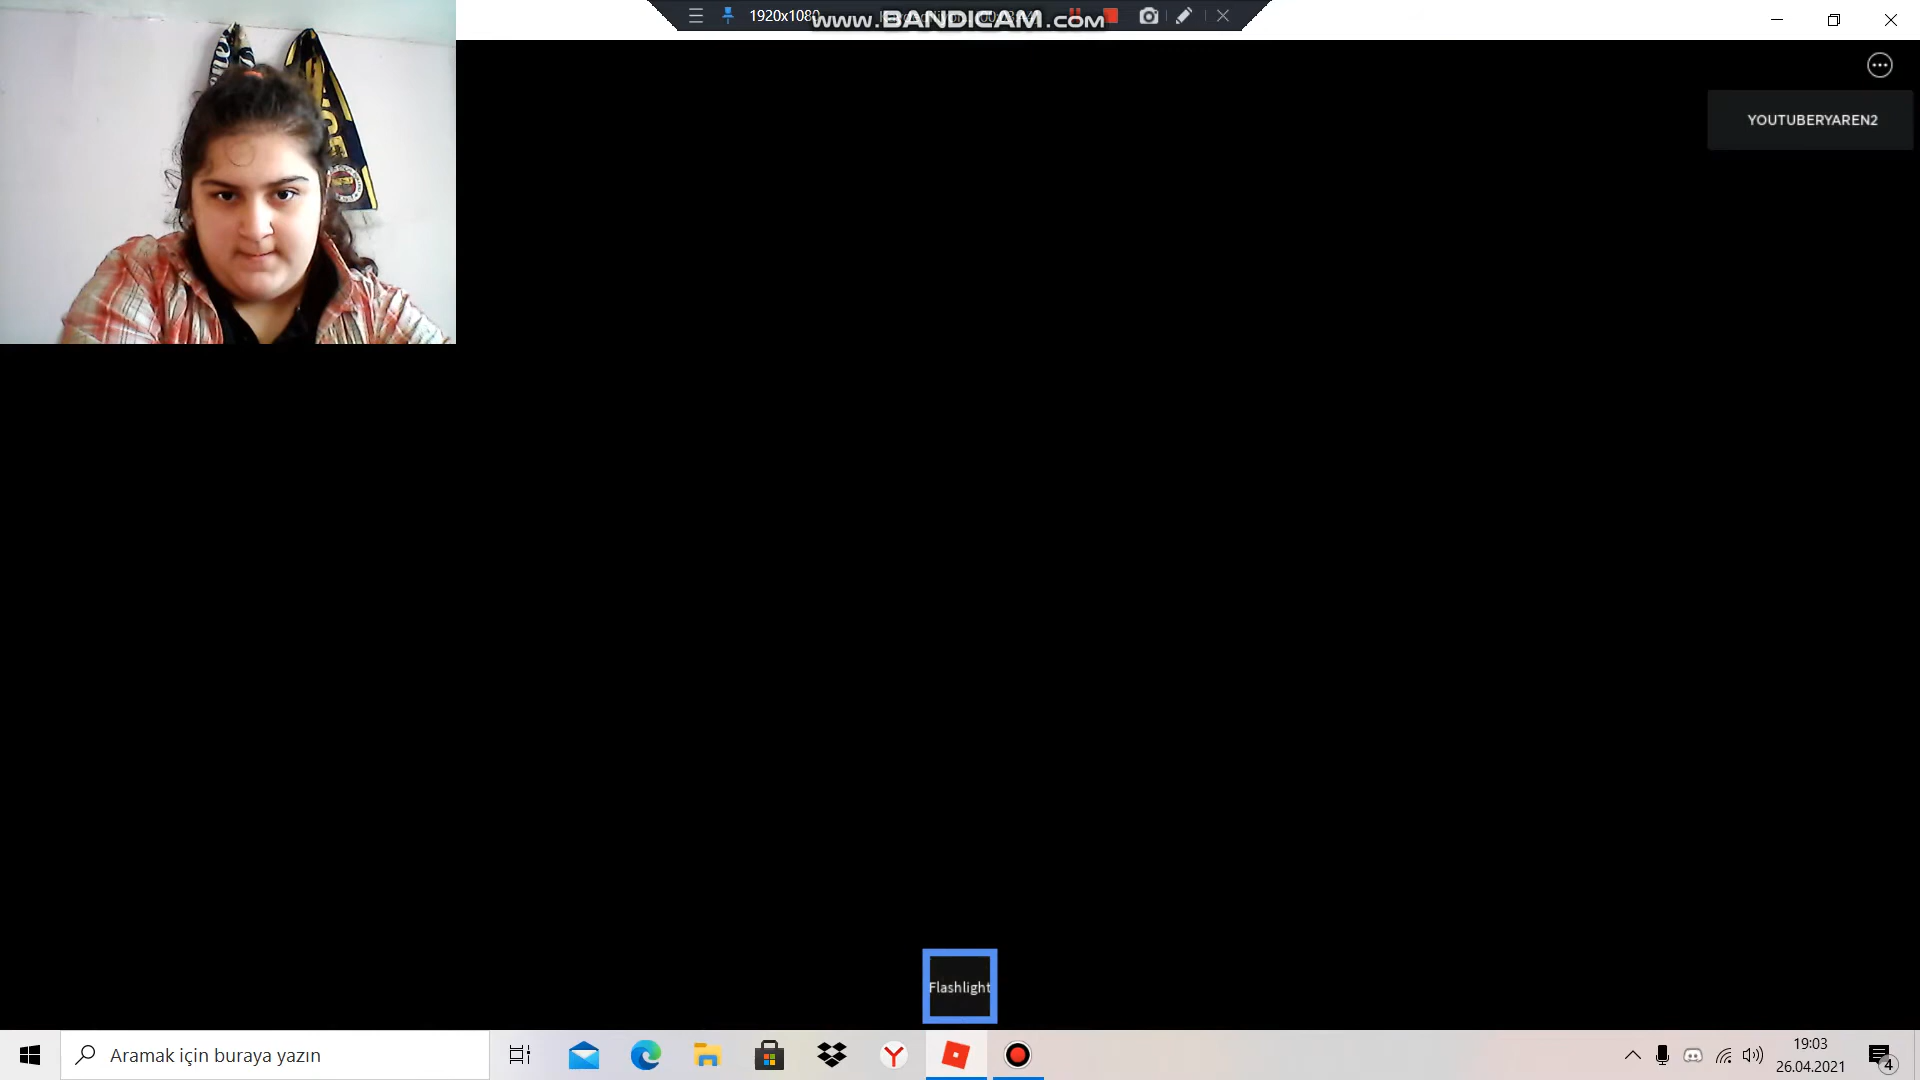 1920x1080
www.BANDICAM.com
YOUTUBERYAREN2
Flashlight
Aramak için buraya yazın
19:03
26.04.2021
4